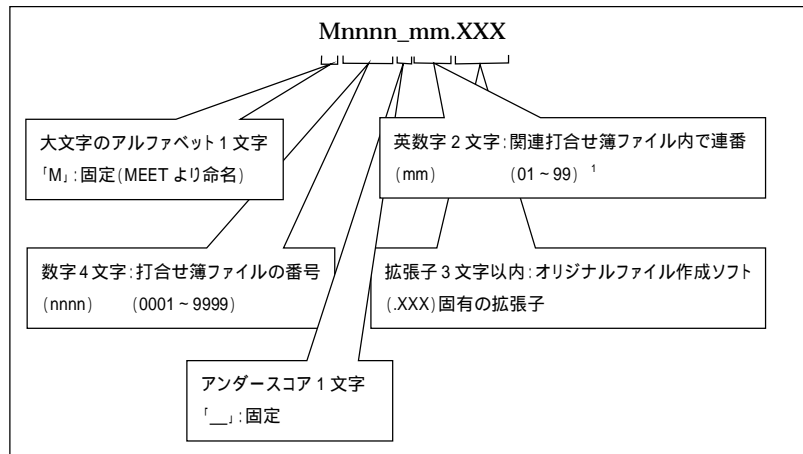 Mnnnn_mm.XXX
大文字のアルファベット1文字
「M」:固定(MEETより命名)
英数字2文字:関連打合せ簿ファイル内で連番
(mm) (01~99) 1
数字4文字:打合せ簿ファイルの番号
(nnnn) (0001~9999)
拡張子3文字以内:オリジナルファイル作成ソフト
(.XXX)固有の拡張子
アンダースコア1文字
「__」:固定